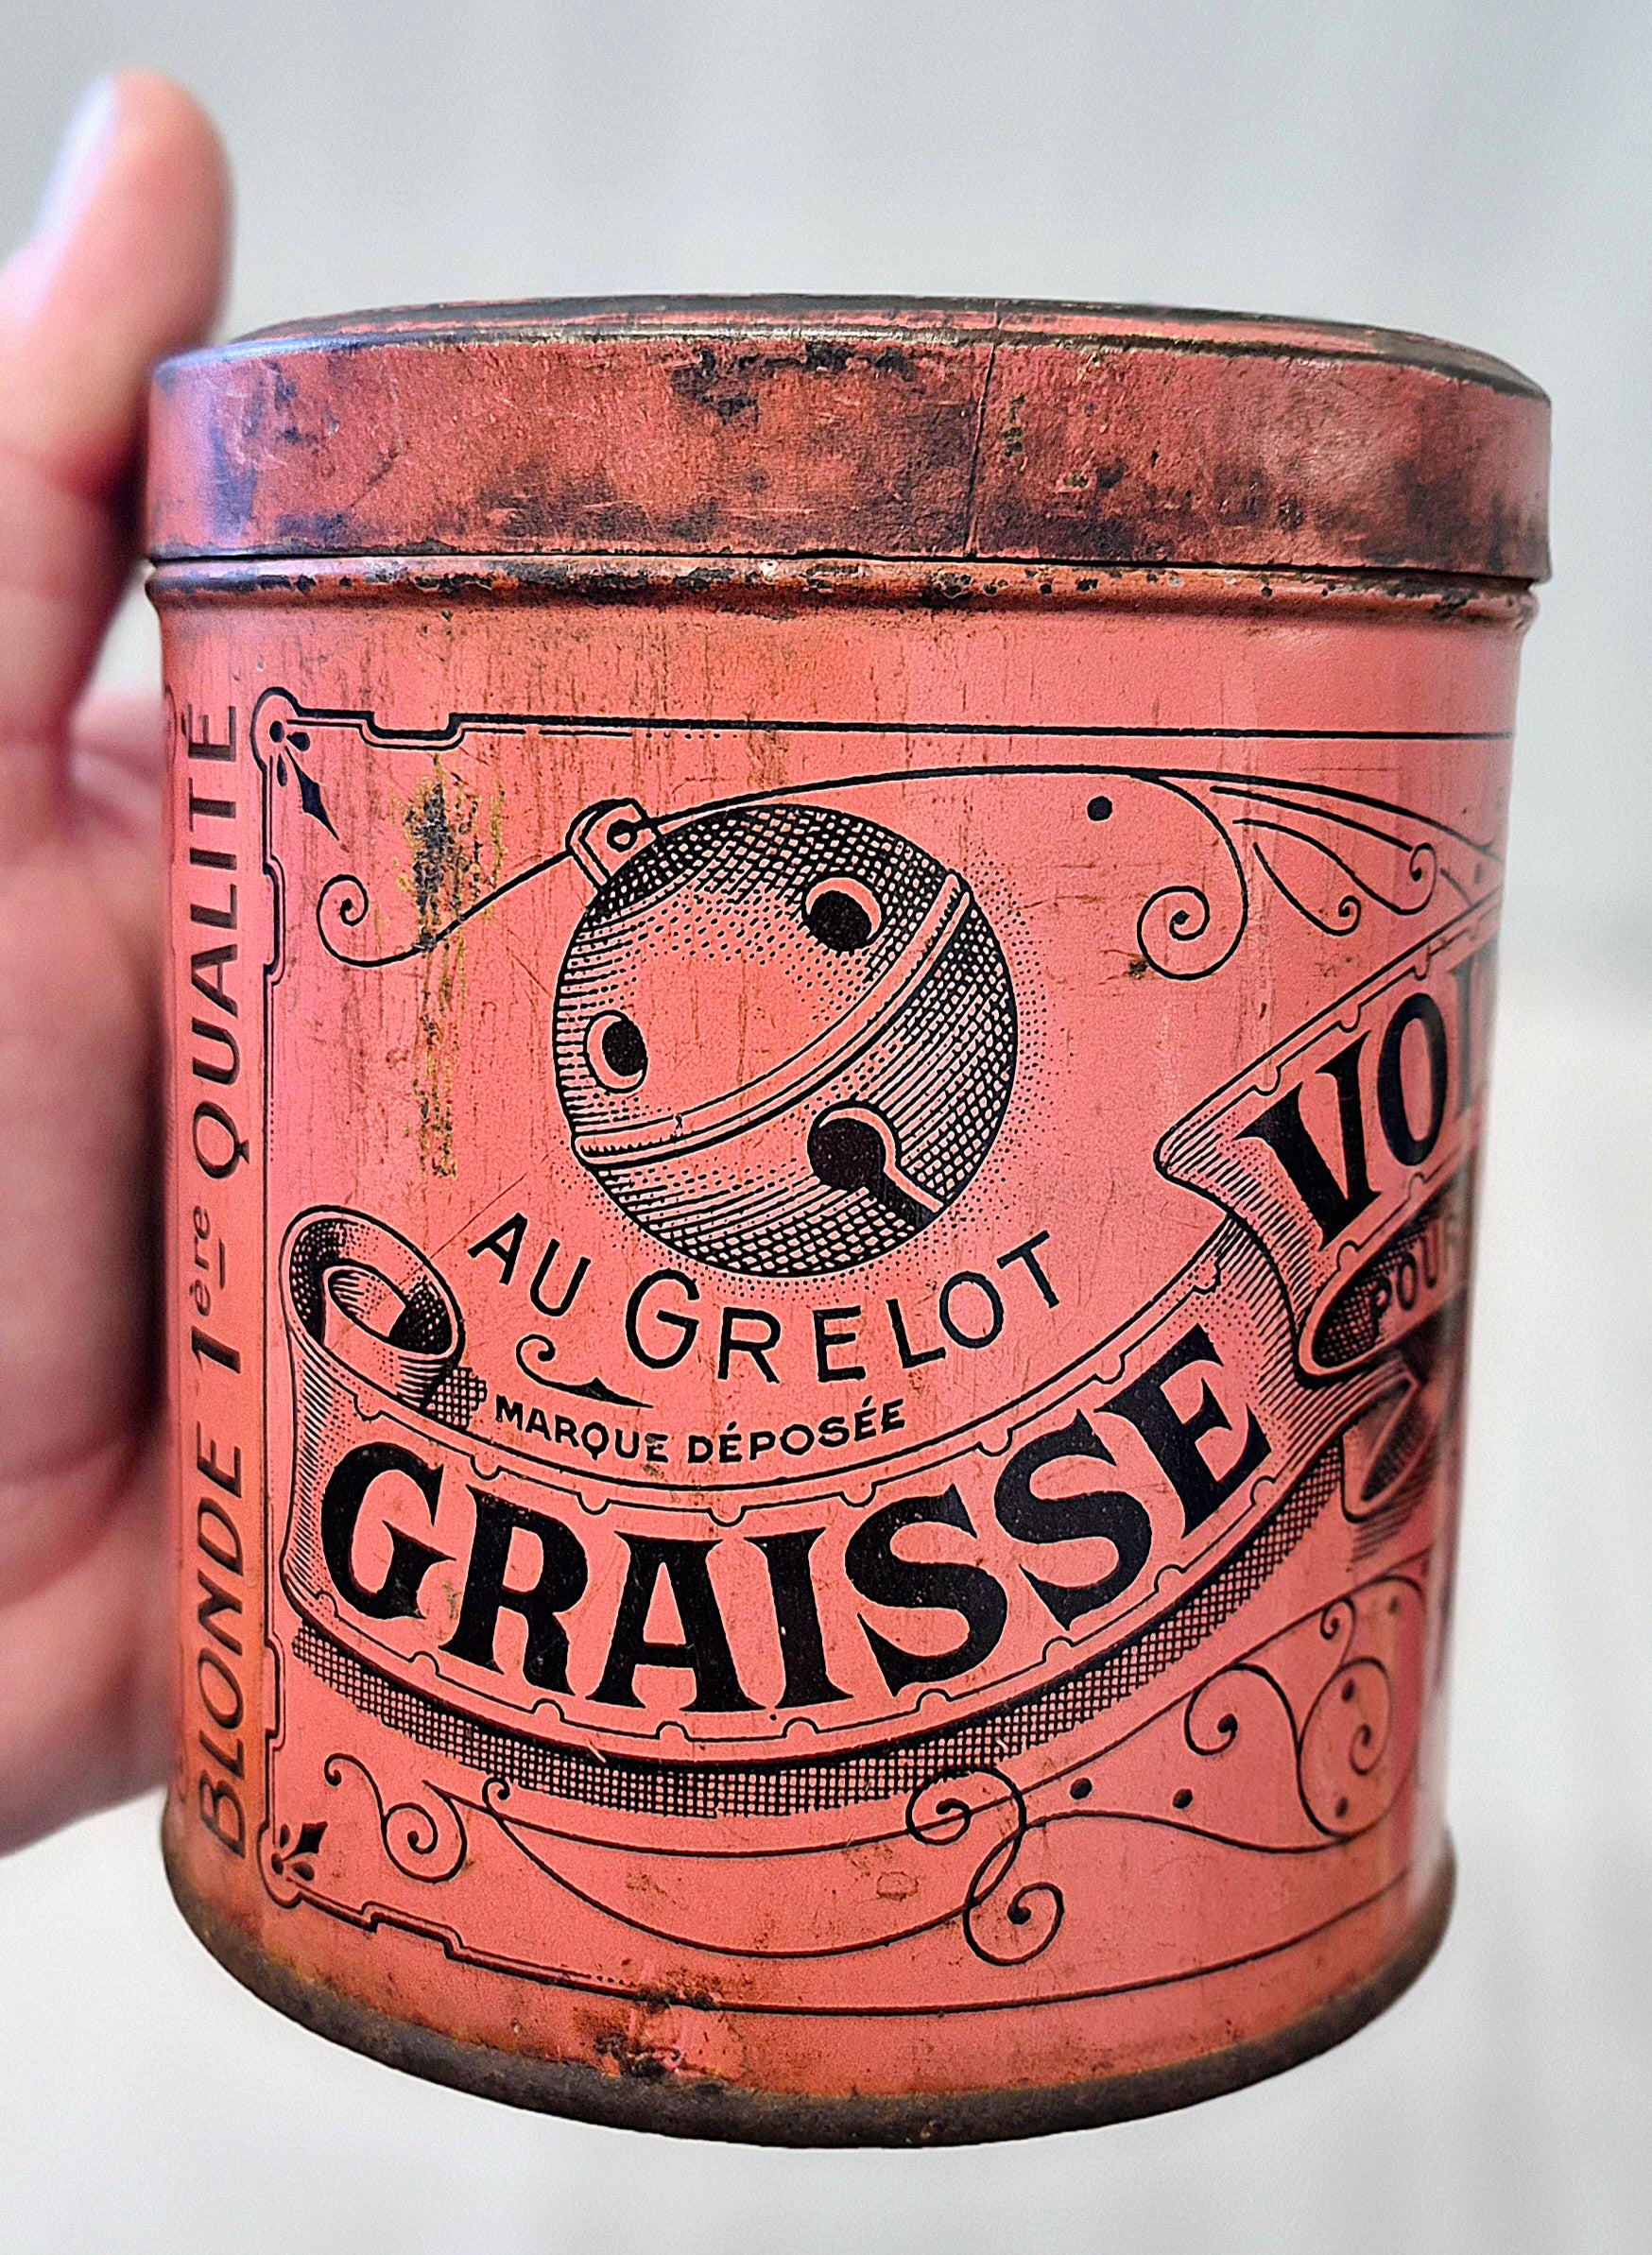 BLONDE 1ère QUALITÉ
AU GRELOT
MARQUE DÉPOSÉE
GRAISSE